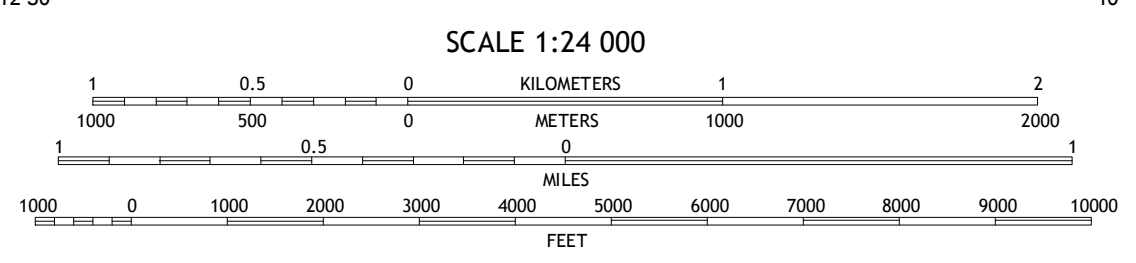 SCALE 1:24 000
1 0.5 0 KILOMETERS 1 2
1000 500 0 METERS 1000 2000
1 0.5 0 1
MILES
1000 0 1000 2000 3000 4000 5000 6000 7000 8000 9000 10000
FEET